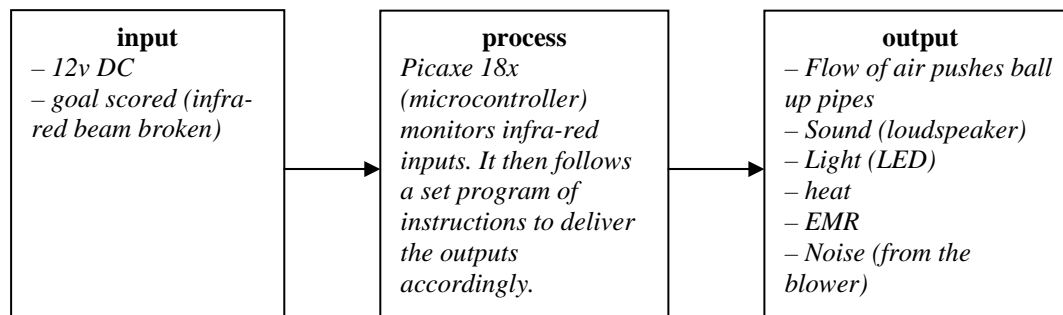 input
– 12v DC
– goal scored (infra-
red beam broken)
process
Picaxe 18x
(microcontroller)
monitors infra-red
inputs. It then follows
a set program of
instructions to deliver
the outputs
accordingly.
output
– Flow of air pushes ball
up pipes
– Sound (loudspeaker)
– Light (LED)
– heat
– EMR
– Noise (from the
blower)